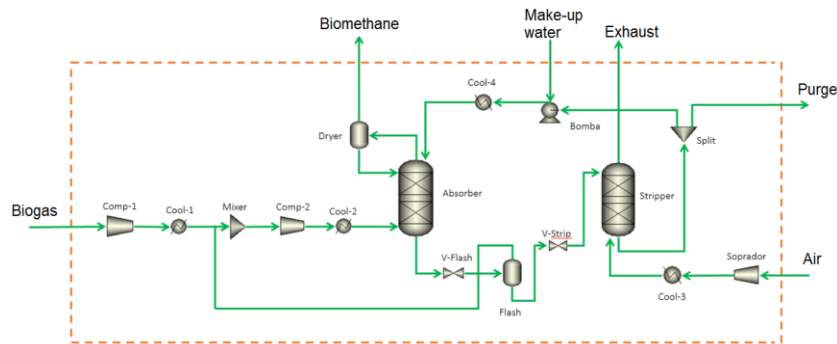 Biomethane
Make-up
water
Exhaust
Purge
Cool-4
Bomba
Split
Dryer
Absorber
Stripper
Biogas
Comp-1
Cool-1
Mixer
Comp-2
Cool-2
V-Flash
V-Strip
Flash
Cool-3
Soprador
Air